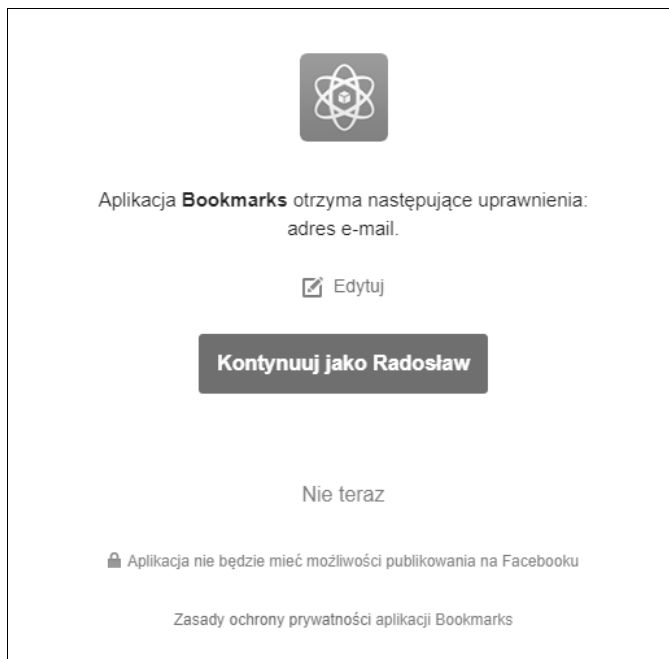 Aplikacja Bookmarks otrzyma następujące uprawnienia:
adres e-mail.
Edytuj
Kontynuuj jako Radosław
Nie teraz
Aplikacja nie będzie mieć możliwości publikowania na Facebooku
Zasady ochrony prywatności aplikacji Bookmarks